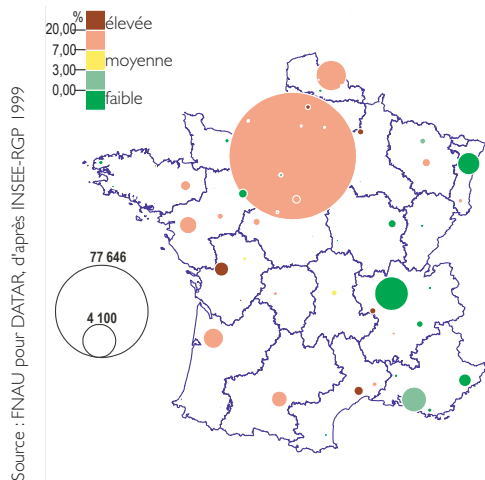 %
élevée
20,00
7,00
moyenne
3,00
0,00
faible
77 646
4 100
Source : FNAU pour DATAR, d'après INSEE-RGP 1999